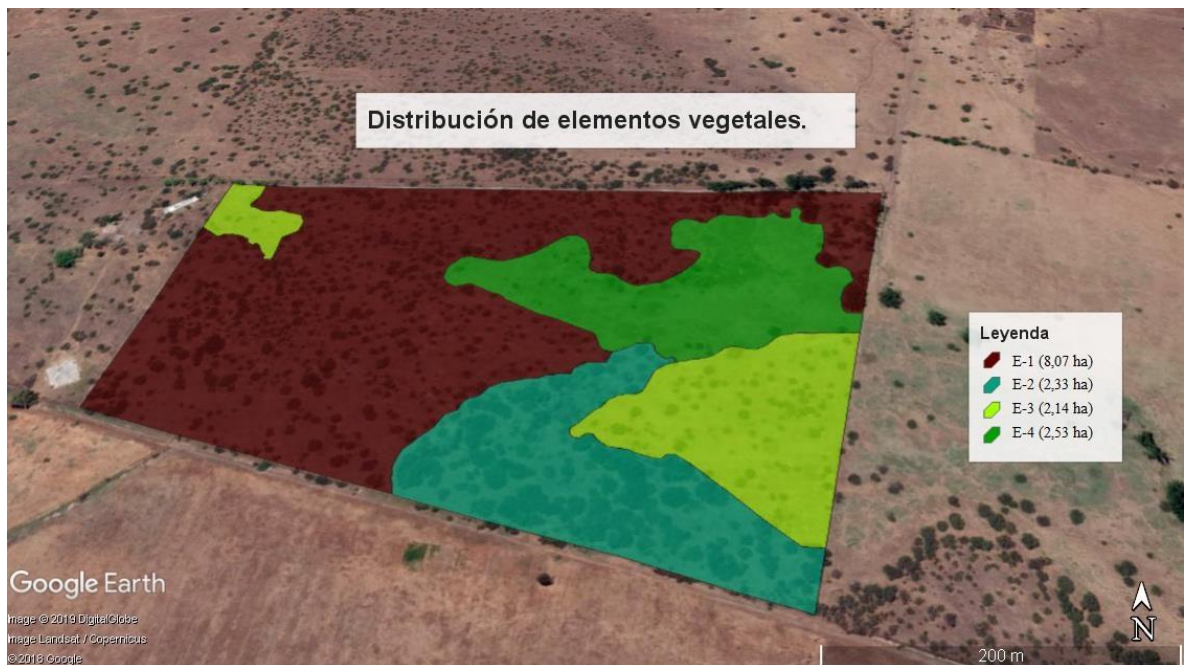 Distribución de elementos vegetales.
Leyenda
E-1 (8,07 ha)
E-2 (2,33 ha)
E-3 (2,14 ha)
E-4 (2,53 ha)
Google Earth
Image © 2019 DigitalGlobe
Image Landsat / Copernicus
© 2018 Google
N
200 m